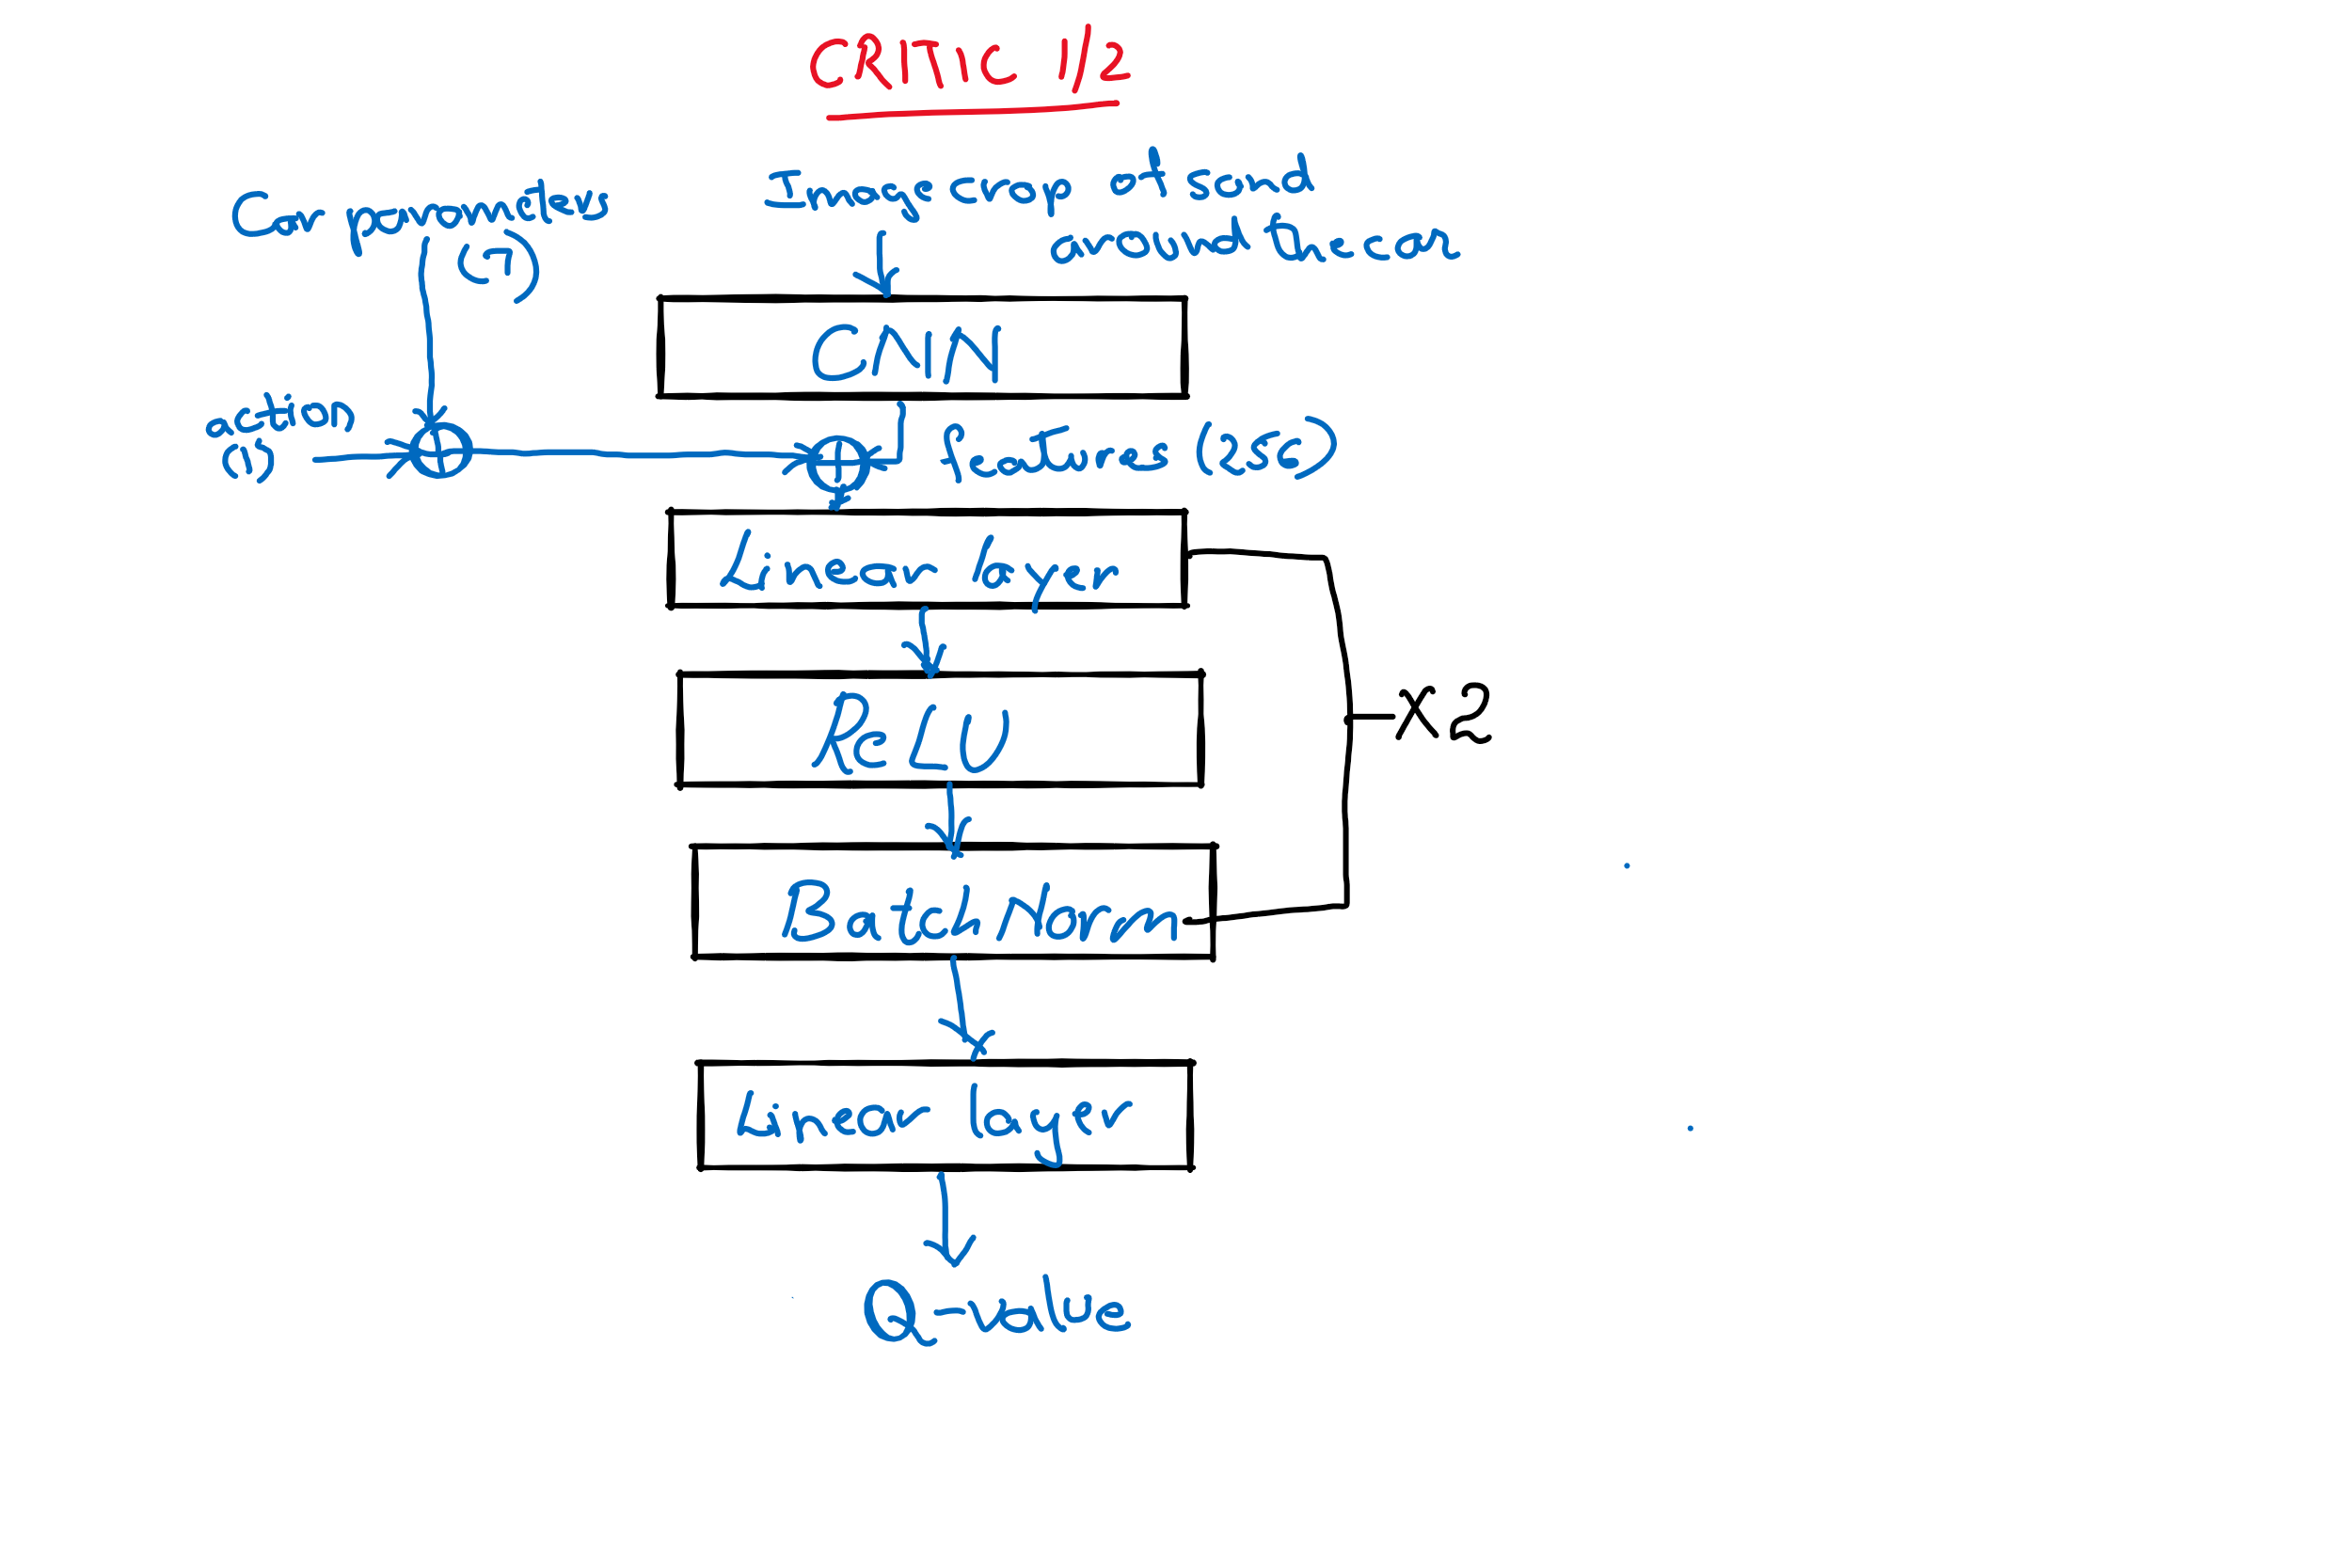 CRITIC 1/2
Image crop of sand
around the car
Car parameters
(7)
CNN
action
(3)
Features (256)
Linear layer
ReLU
X2
BatchNorm
Linear layer
Q-value